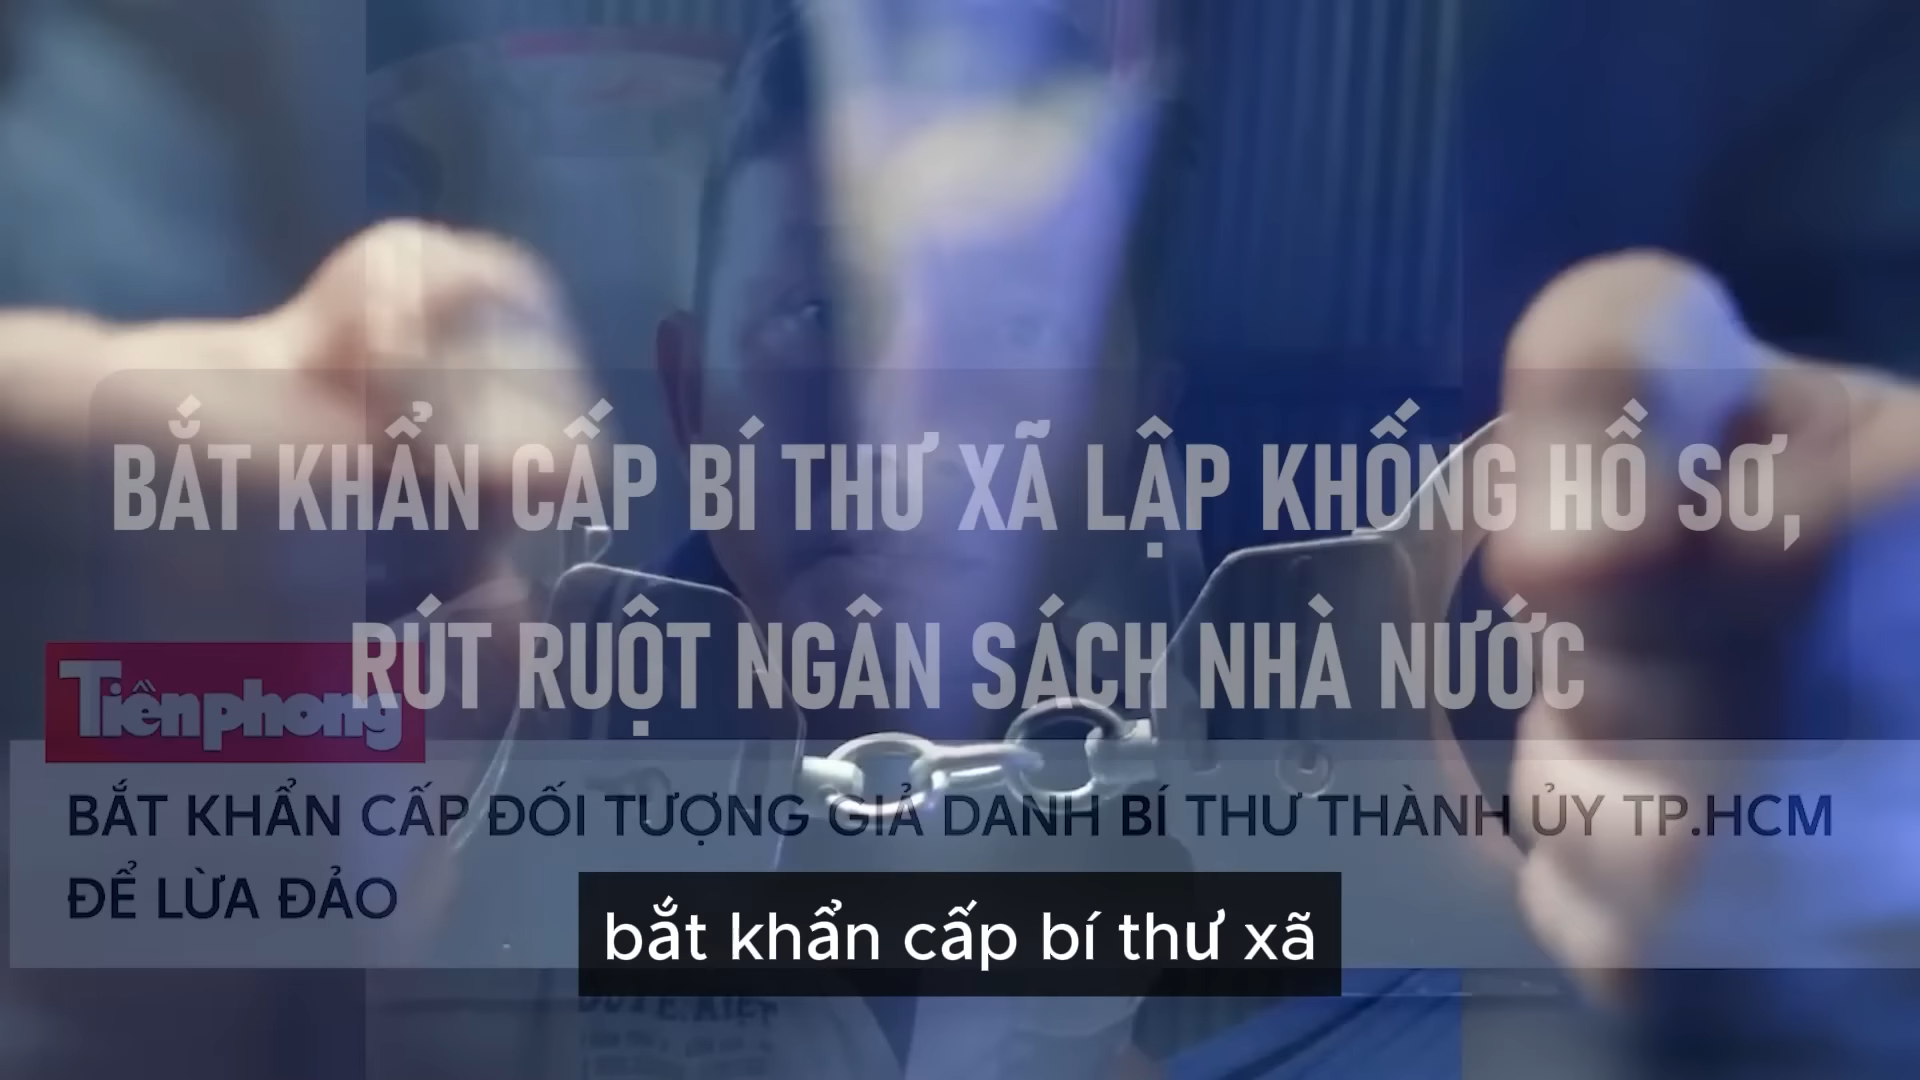 BẮT KHẨN CẤP BÍ THƯ XÃ LẬP KHỐNG HỒ SƠ,
RÚT RUỘT NGÂN SÁCH NHÀ NƯỚC
Tiền phong
BẮT KHẨN CẤP ĐỐI TƯỢNG GIẢ DANH BÍ THƯ THÀNH ỦY TP.HCM
ĐỂ LỪA ĐẢO
bắt khẩn cấp bí thư xã